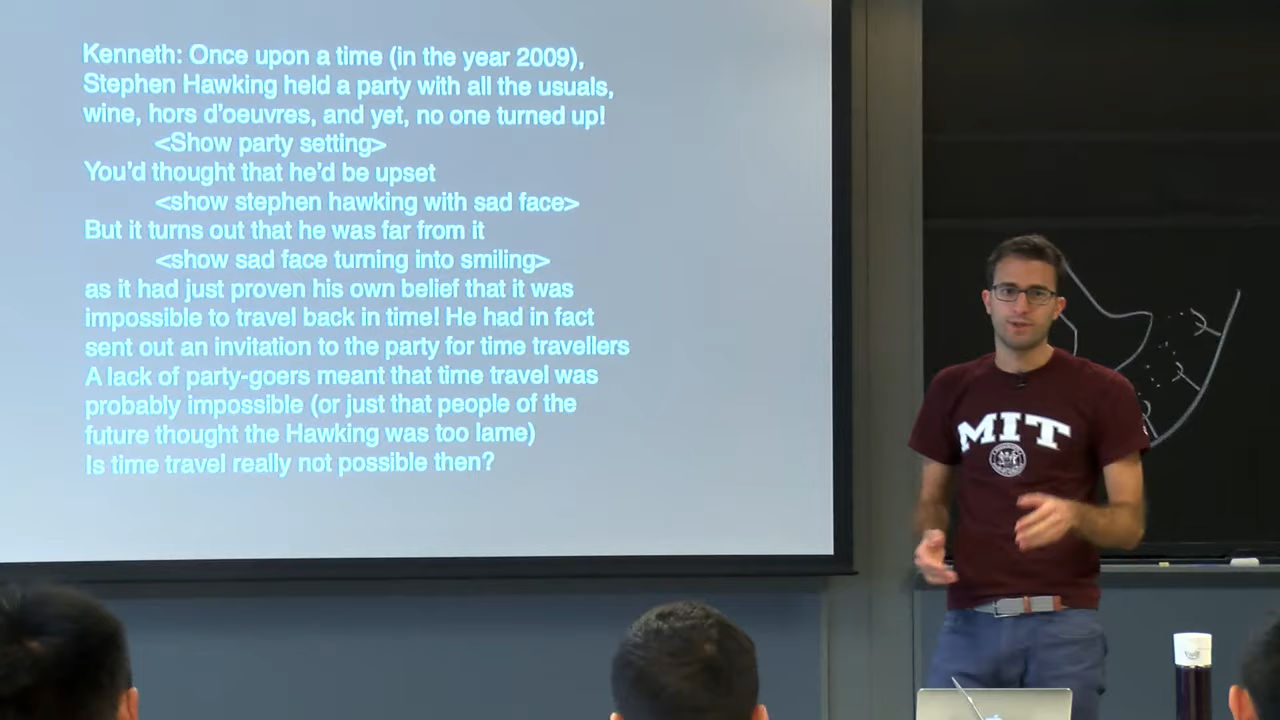 Kenneth: Once upon a time (in the year 2009),
Stephen Hawking held a party with all the usuals,
wine, hors d'oeuvres, and yet, no one turned up!
<Show party setting>
You'd thought that he'd be upset
<show stephen hawking with sad face>
But it turns out that he was far from it
<show sad face turning into smiling>
as it had just proven his own belief that it was
impossible to travel back in time! He had in fact
sent out an invitation to the party for time travellers
A lack of party-goers meant that time travel was
probably impossible (or just that people of the
future thought the Hawking was too lame)
Is time travel really not possible then?
MIT